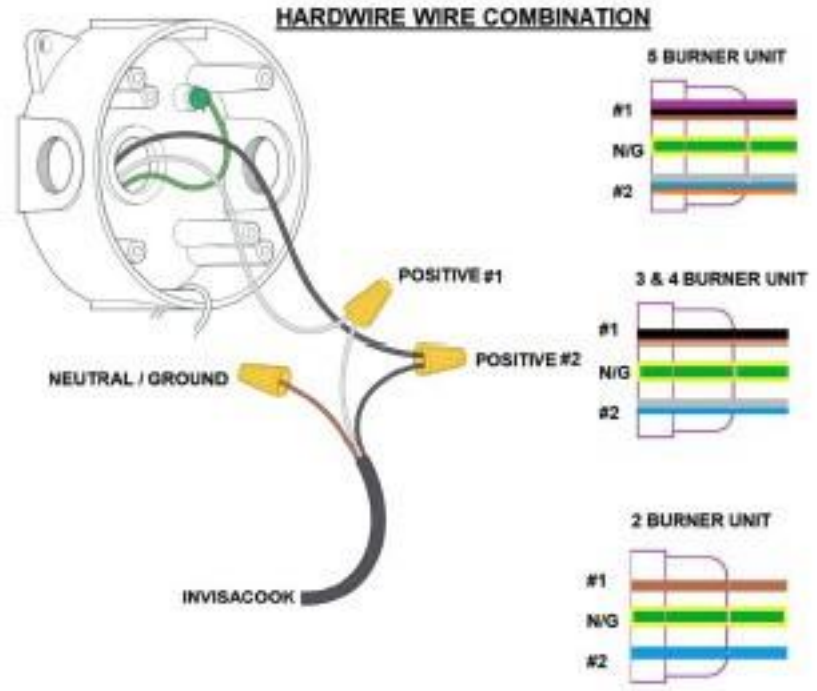 HARDWIRE WIRE COMBINATION
5 BURNER UNIT
#1
N/G
#2
POSITIVE #1
POSITIVE #2
NEUTRAL / GROUND
INVISACOOK
3 & 4 BURNER UNIT
#1
N/G
#2
2 BURNER UNIT
#1
N/G
#2